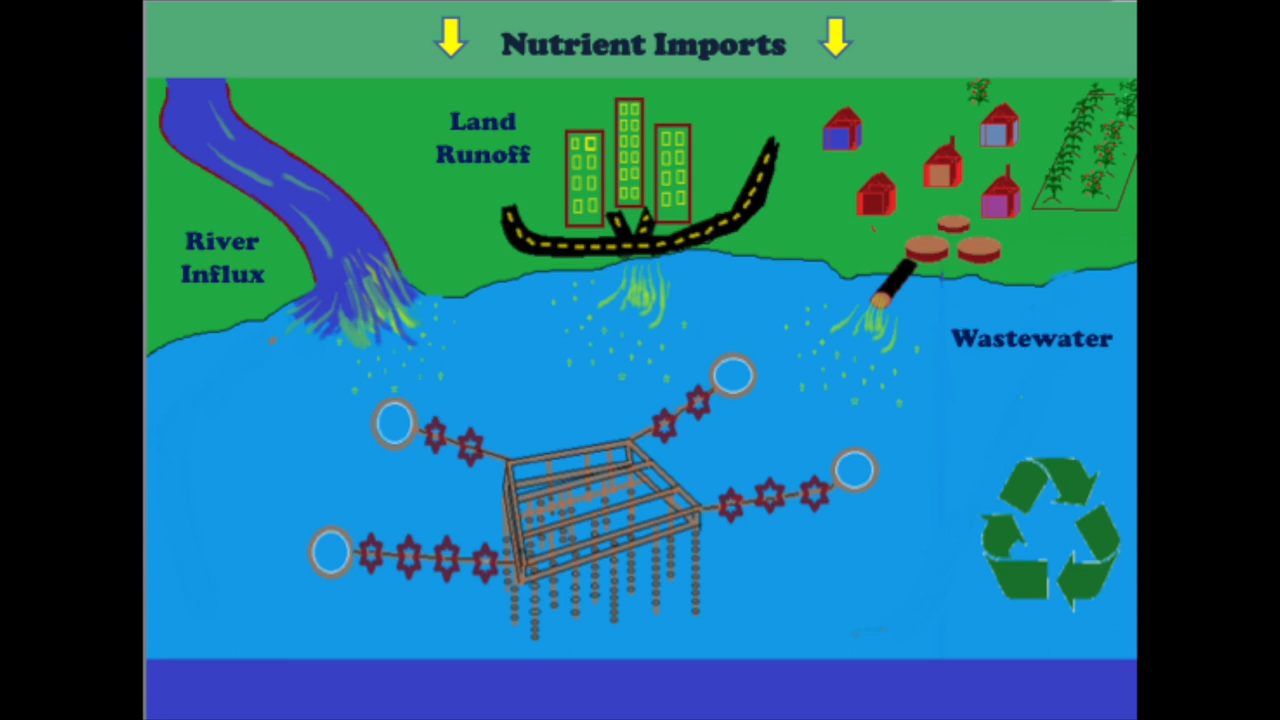 Nutrient Imports
Land
Runoff
River
Influx
Wastewater